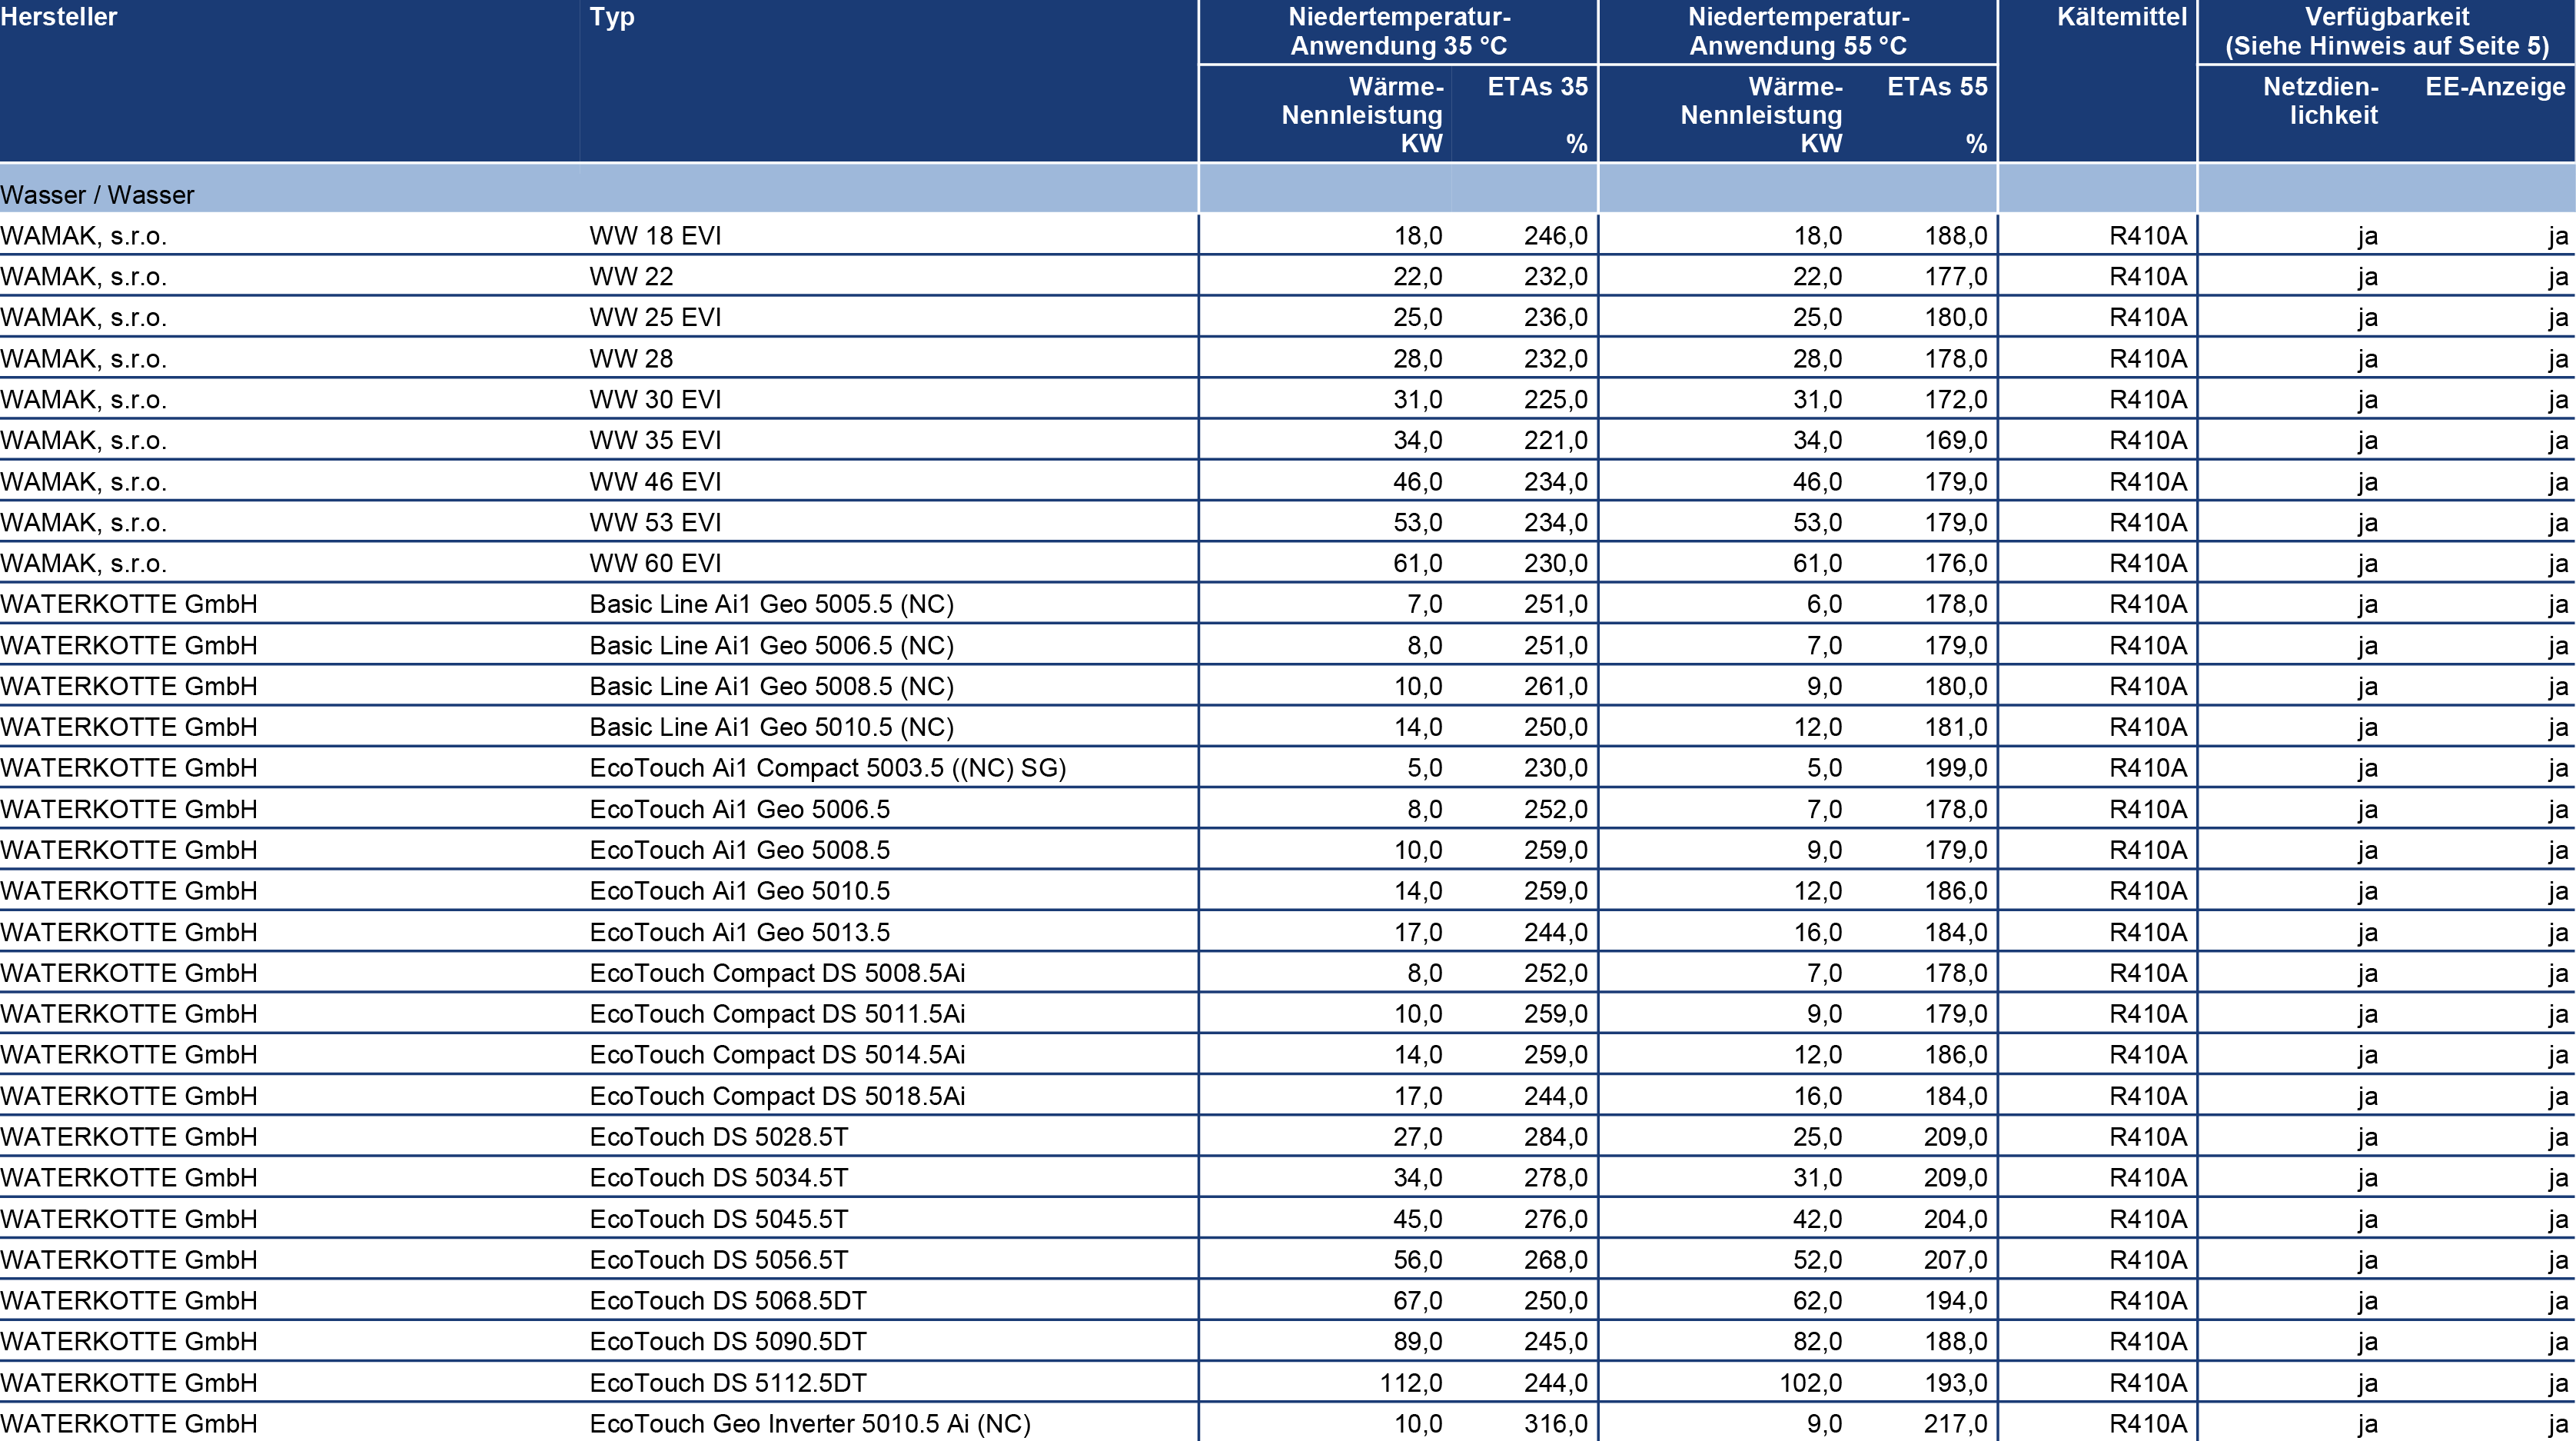 Hersteller Typ Niedertemperatur- Niedertemperatur- Kältemittel Verfügbarkeit
Anwendung 35 °C Anwendung 55 °C (Siehe Hinweis auf Seite 5)
Wärme- ETAs 35 Wärme- ETAs 55 Netzdien- EE-Anzeige
Nennleistung Nennleistung lichkeit
KW % KW %
Wasser / Wasser
WAMAK, s.r.o. WW 18 EVI 18,0 246,0 18,0 188,0 R410A ja ja
WAMAK, s.r.o. WW 22 22,0 232,0 22,0 177,0 R410A ja ja
WAMAK, s.r.o. WW 25 EVI 25,0 236,0 25,0 180,0 R410A ja ja
WAMAK, s.r.o. WW 28 28,0 232,0 28,0 178,0 R410A ja ja
WAMAK, s.r.o. WW 30 EVI 31,0 225,0 31,0 172,0 R410A ja ja
WAMAK, s.r.o. WW 35 EVI 34,0 221,0 34,0 169,0 R410A ja ja
WAMAK, s.r.o. WW 46 EVI 46,0 234,0 46,0 179,0 R410A ja ja
WAMAK, s.r.o. WW 53 EVI 53,0 234,0 53,0 179,0 R410A ja ja
WAMAK, s.r.o. WW 60 EVI 61,0 230,0 61,0 176,0 R410A ja ja
WATERKOTTE GmbH Basic Line Ai1 Geo 5005.5 (NC) 7,0 251,0 6,0 178,0 R410A ja ja
WATERKOTTE GmbH Basic Line Ai1 Geo 5006.5 (NC) 8,0 251,0 7,0 179,0 R410A ja ja
WATERKOTTE GmbH Basic Line Ai1 Geo 5008.5 (NC) 10,0 261,0 9,0 180,0 R410A ja ja
WATERKOTTE GmbH Basic Line Ai1 Geo 5010.5 (NC) 14,0 250,0 12,0 181,0 R410A ja ja
WATERKOTTE GmbH EcoTouch Ai1 Compact 5003.5 ((NC) SG) 5,0 230,0 5,0 199,0 R410A ja ja
WATERKOTTE GmbH EcoTouch Ai1 Geo 5006.5 8,0 252,0 7,0 178,0 R410A ja ja
WATERKOTTE GmbH EcoTouch Ai1 Geo 5008.5 10,0 259,0 9,0 179,0 R410A ja ja
WATERKOTTE GmbH EcoTouch Ai1 Geo 5010.5 14,0 259,0 12,0 186,0 R410A ja ja
WATERKOTTE GmbH EcoTouch Ai1 Geo 5013.5 17,0 244,0 16,0 184,0 R410A ja ja
WATERKOTTE GmbH EcoTouch Compact DS 5008.5Ai 8,0 252,0 7,0 178,0 R410A ja ja
WATERKOTTE GmbH EcoTouch Compact DS 5011.5Ai 10,0 259,0 9,0 179,0 R410A ja ja
WATERKOTTE GmbH EcoTouch Compact DS 5014.5Ai 14,0 259,0 12,0 186,0 R410A ja ja
WATERKOTTE GmbH EcoTouch Compact DS 5018.5Ai 17,0 244,0 16,0 184,0 R410A ja ja
WATERKOTTE GmbH EcoTouch DS 5028.5T 27,0 284,0 25,0 209,0 R410A ja ja
WATERKOTTE GmbH EcoTouch DS 5034.5T 34,0 278,0 31,0 209,0 R410A ja ja
WATERKOTTE GmbH EcoTouch DS 5045.5T 45,0 276,0 42,0 204,0 R410A ja ja
WATERKOTTE GmbH EcoTouch DS 5056.5T 56,0 268,0 52,0 207,0 R410A ja ja
WATERKOTTE GmbH EcoTouch DS 5068.5DT 67,0 250,0 62,0 194,0 R410A ja ja
WATERKOTTE GmbH EcoTouch DS 5090.5DT 89,0 245,0 82,0 188,0 R410A ja ja
WATERKOTTE GmbH EcoTouch DS 5112.5DT 112,0 244,0 102,0 193,0 R410A ja ja
WATERKOTTE GmbH EcoTouch Geo Inverter 5010.5 Ai (NC) 10,0 316,0 9,0 217,0 R410A ja ja